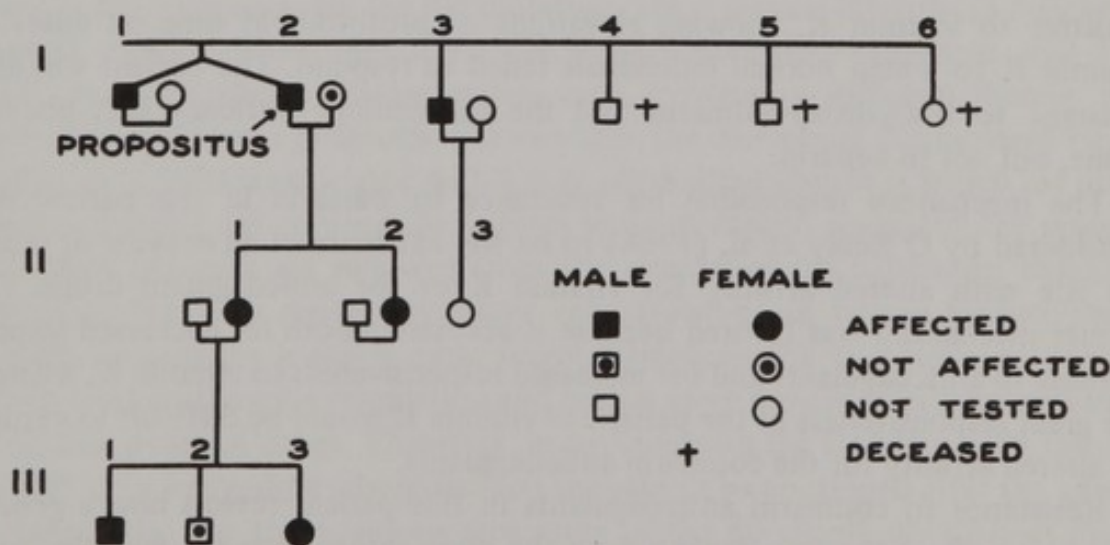 1 2 3 4 5 6
I
†
†
†
PROPOSITUS
1 2 3
II
MALE FEMALE
AFFECTED
NOT AFFECTED
NOT TESTED
† DECEASED
1 2 3
III